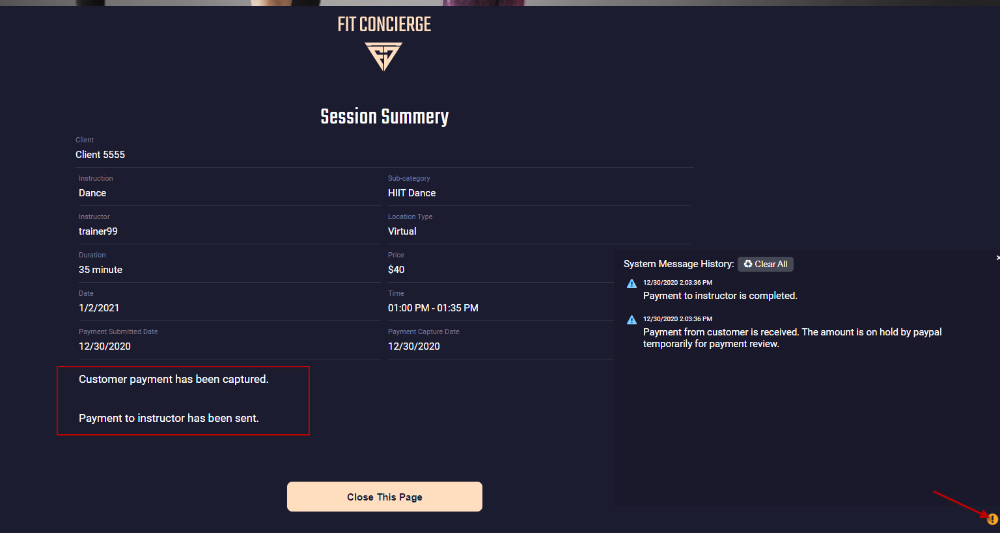 FIT CONCIERGE
Session Summery
Client
Client 5555
Instruction
Dance
Sub-category
HIIT Dance
Instructor
trainer99
Location Type
Virtual
Duration
35 minute
Price
$40
Date
1/2/2021
Time
01:00 PM - 01:35 PM
Payment Submitted Date
12/30/2020
Payment Capture Date
12/30/2020
Customer payment has been captured.
Payment to instructor has been sent.
Close This Page
System Message History: Clear All
12/30/2020 2:03:36 PM
Payment to instructor is completed.
12/30/2020 2:03:36 PM
Payment from customer is received. The amount is on hold by paypal
temporarily for payment review.